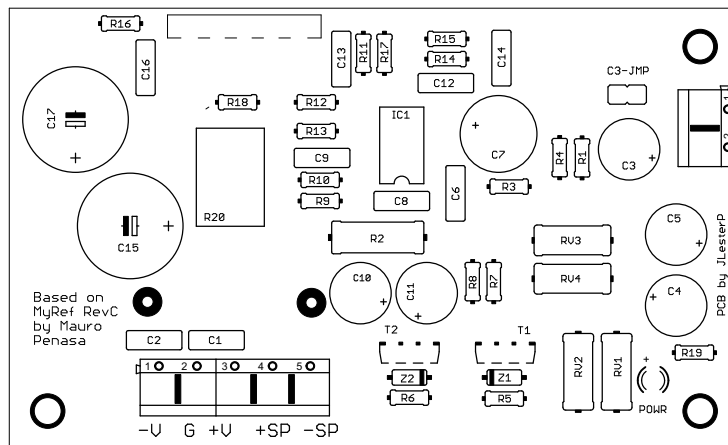 R16
C16
C17
R18
R12
C13
R11
R17
R15
R14
C12
C14
C3-JMP
1
2
R13
IC1
C7
R4
R1
C3
C9
R10
R9
C8
C6
R3
R20
C15
R2
RV3
RV4
C5
C4
PCB by JLesterP
C10
C11
R8
R7
Based on
MyRef RevC
by Mauro
Penasa
C2
C1
T2
T1
Z2
Z1
R6
R5
RV2
RV1
R19
POWR
1 2 3 4 5
-V G +V +SP -SP